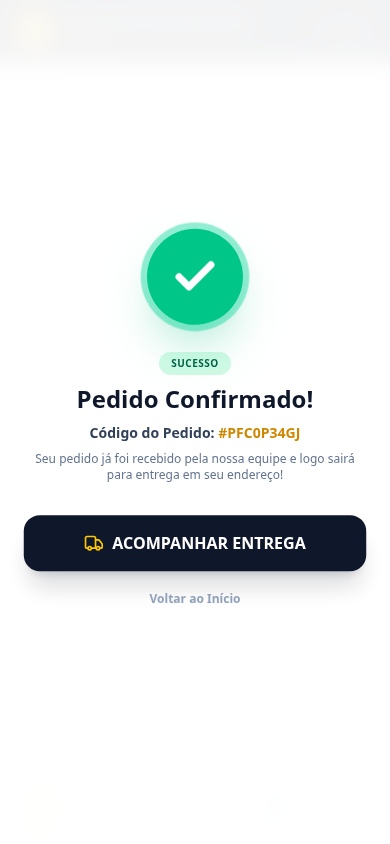 SUCESSO
Pedido Confirmado!
Código do Pedido: #PFC0P34GJ
Seu pedido já foi recebido pela nossa equipe e logo sairá
para entrega em seu endereço!
ACOMPANHAR ENTREGA
Voltar ao Início